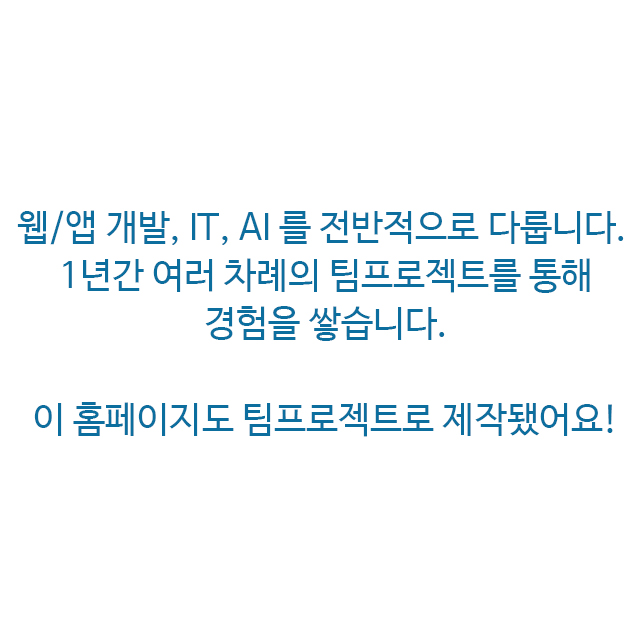 웹/앱 개발, IT, AI 를 전반적으로 다룹니다.
1년간 여러 차례의 팀프로젝트를 통해
경험을 쌓습니다.
이 홈페이지도 팀프로젝트로 제작됐어요!